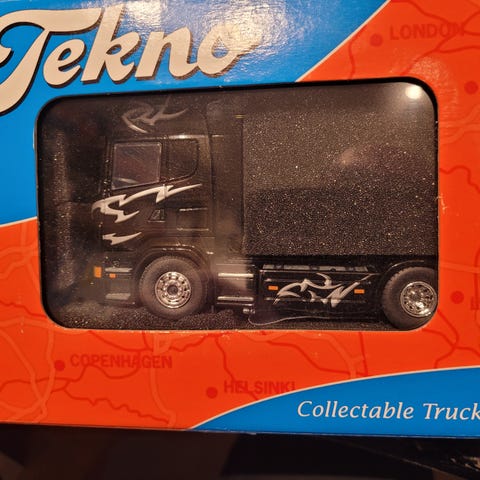 Tekno
LONDON
COPENHAGEN
HELSINKI
Collectable Truck